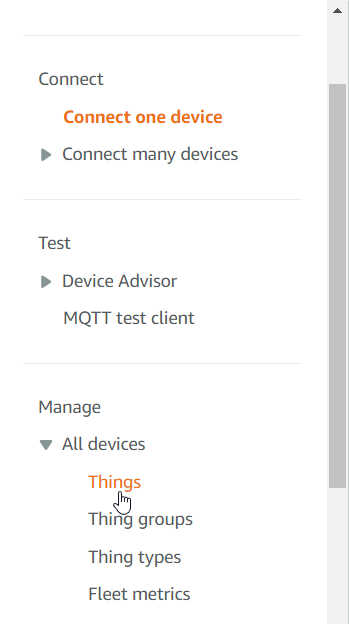 Connect
Connect one device
Connect many devices
Test
Device Advisor
MQTT test client
Manage
All devices
Things
Thing groups
Thing types
Fleet metrics